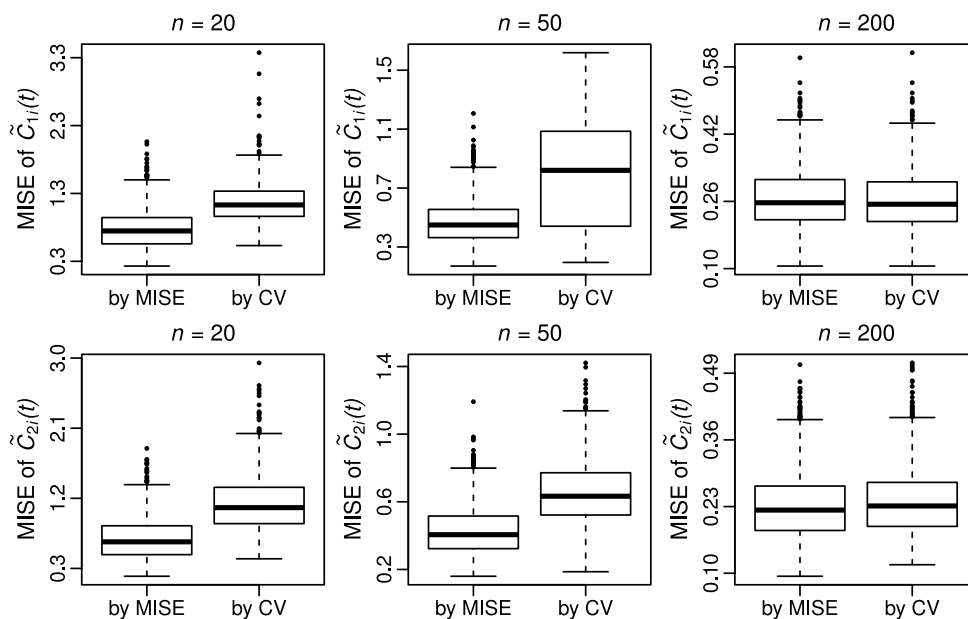 n = 20
MISE of C̃₁ᵢ(t)
3.3
2.3
1.3
0.3
by MISE by CV
n = 50
MISE of C̃₁ᵢ(t)
1.5
1.1
0.7
0.3
by MISE by CV
n = 200
MISE of C̃₁ᵢ(t)
0.58
0.42
0.26
0.10
by MISE by CV
n = 20
MISE of C̃₂ᵢ(t)
3.0
2.1
1.2
0.3
by MISE by CV
n = 50
MISE of C̃₂ᵢ(t)
1.4
1.0
0.6
0.2
by MISE by CV
n = 200
MISE of C̃₂ᵢ(t)
0.49
0.36
0.23
0.10
by MISE by CV